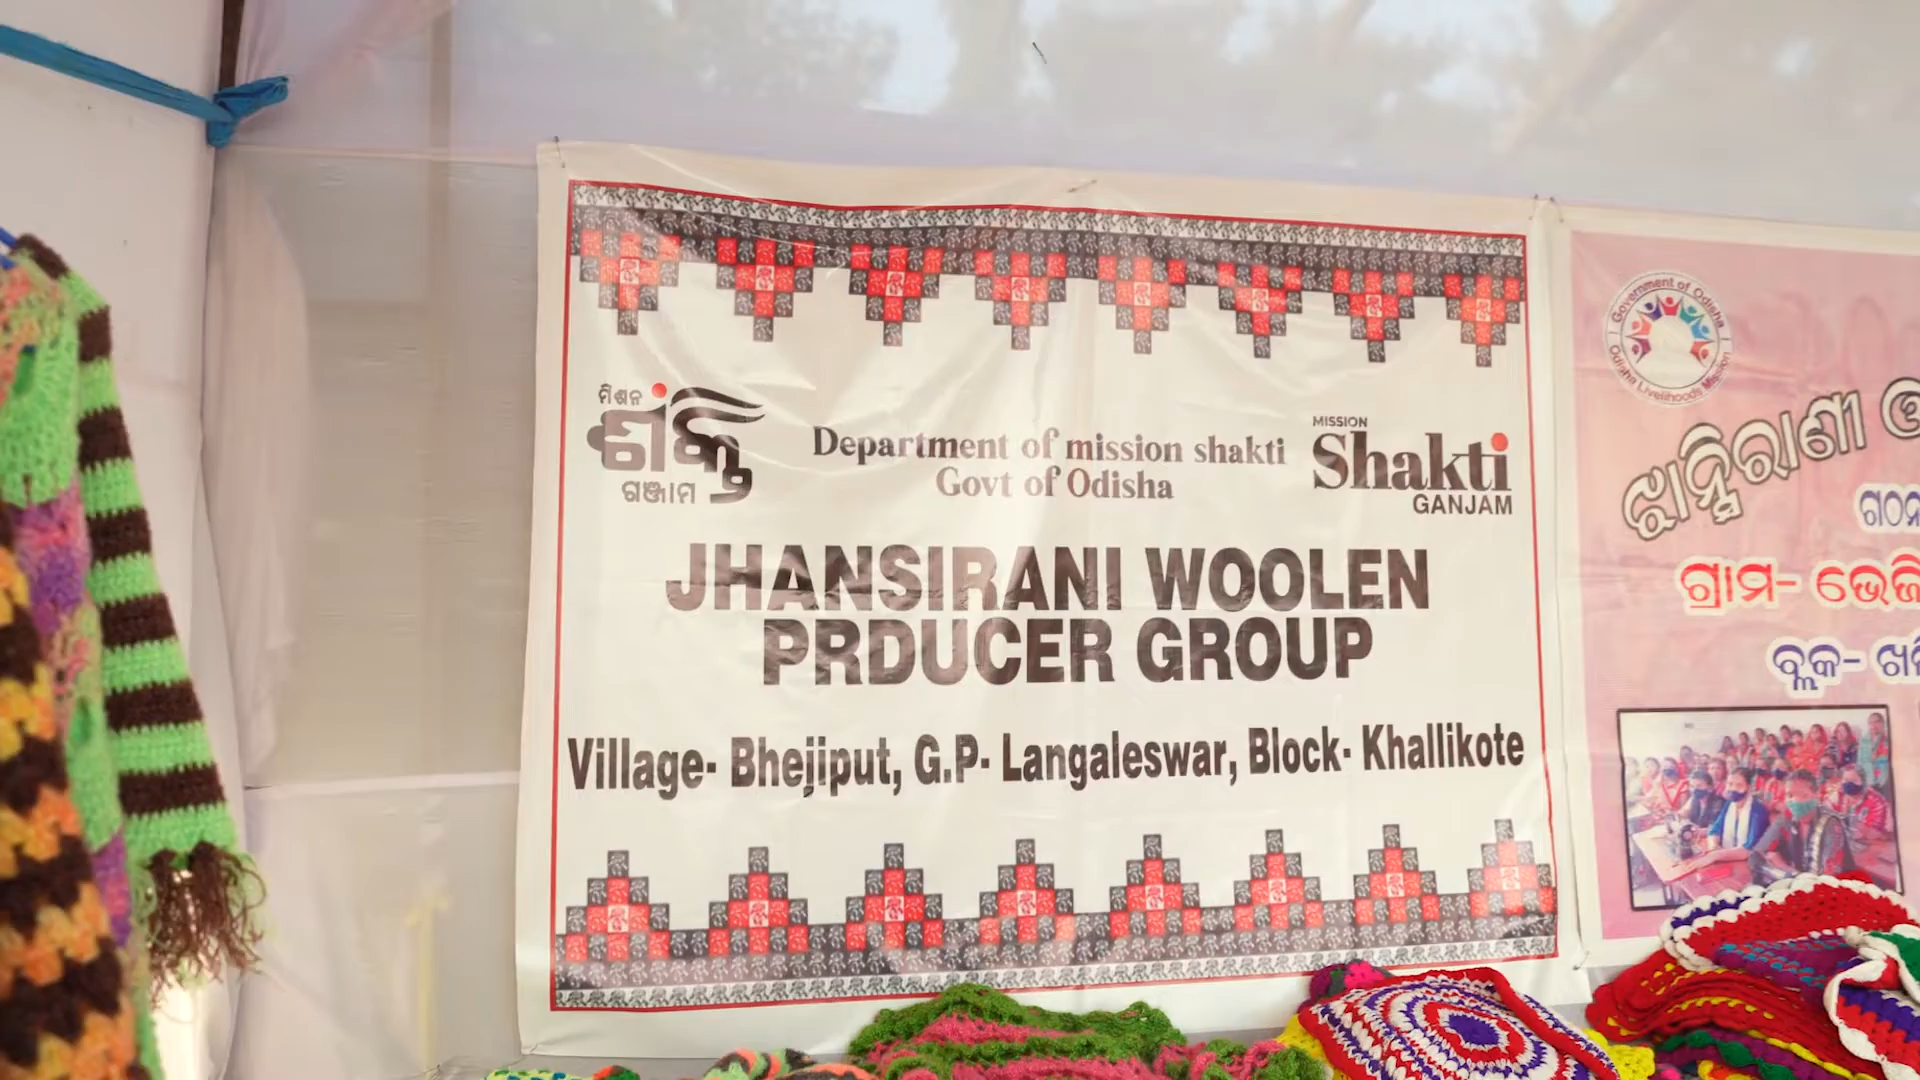 ମିଶନ
ଶକ୍ତି
ଗଞ୍ଜାମ
Department of mission shakti
Govt of Odisha
MISSION
Shakti
GANJAM
JHANSIRANI WOOLEN
PRDUCER GROUP
Village- Bhejiput, G.P- Langaleswar, Block- Khallikote
Government of Odisha
Odisha Livelihoods Mission
ଝାନ୍ସିରାଣୀ
ଗ୍ରାମ-
ବ୍ଲକ-